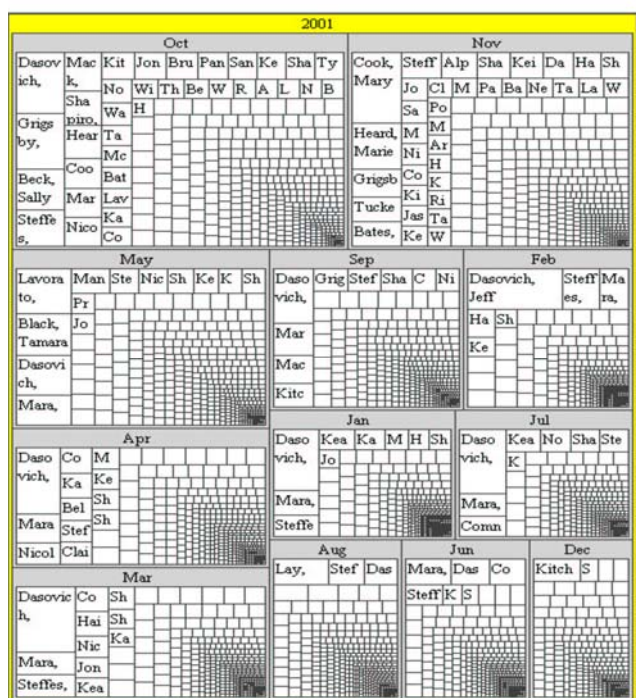 2001
Oct
Dasov
ich,
Grigs
by,
Beck,
Sally
Steffe
s,
Mac
k,
Sha
piro,
Hear
Coo
Mar
Nico
Kit Jon Bru Pan San Ke Sha Ty
No Wi Th Be W R A L N B
Wa H
Ta
Mc
Bat
Lav
Ka
Co
Nov
Cook,
Mary
Heard,
Marie
Grigsb
Tucke
Bates,
Steff Alp Sha Kei Da Ha Sh
Jo Cl M Pa Ba Ne Ta La W
Sa Po
M M
Ni Ar
Co H
Ki K
Jas Ri
Ke Ta
W
May
Lavora
to,
Black,
Tamara
Dasovi
ch,
Mara,
Man Ste Nic Sh Ke K Sh
Pr
Jo
Sep
Daso
vich,
Mar
Mac
Kitc
Grig Stef Sha C Ni
Feb
Dasovich,
Jeff
Steff
es,
Ma
ra,
Ha Sh
Ke
Apr
Daso
vich,
Mara
Nicol
Co M
Ka Ke
Bel Sh
Stef Sh
Clai
Jan
Daso
vich,
Mara,
Steffe
Kea Ka M H Sh
Jo
Jul
Daso
vich,
Mara,
Comn
Kea No Sha Ste
K
Mar
Dasovic
h,
Mara,
Steffes,
Co Sh
Hai Sh
Nic Ka
Jon
Kea
Aug
Lay, Stef Das
Jun
Mara, Das Co
Steff K S
Dec
Kitch S